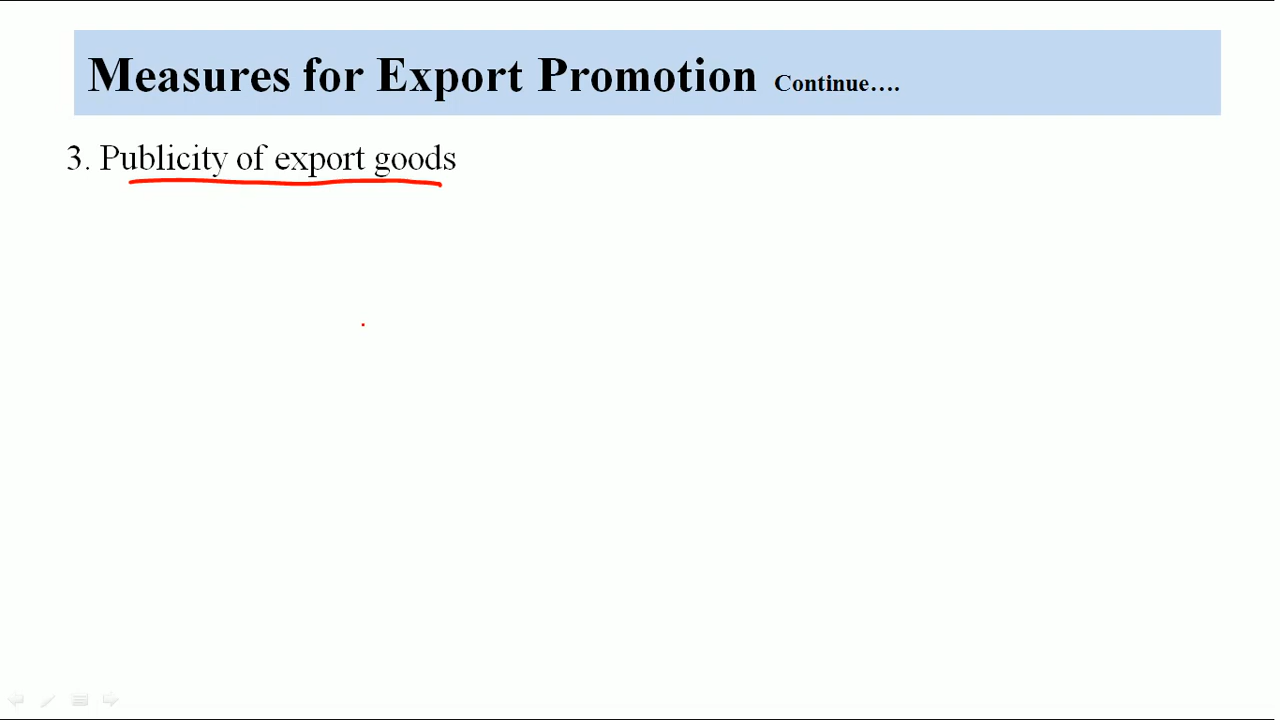 Measures for Export Promotion Continue….
3. Publicity of export goods